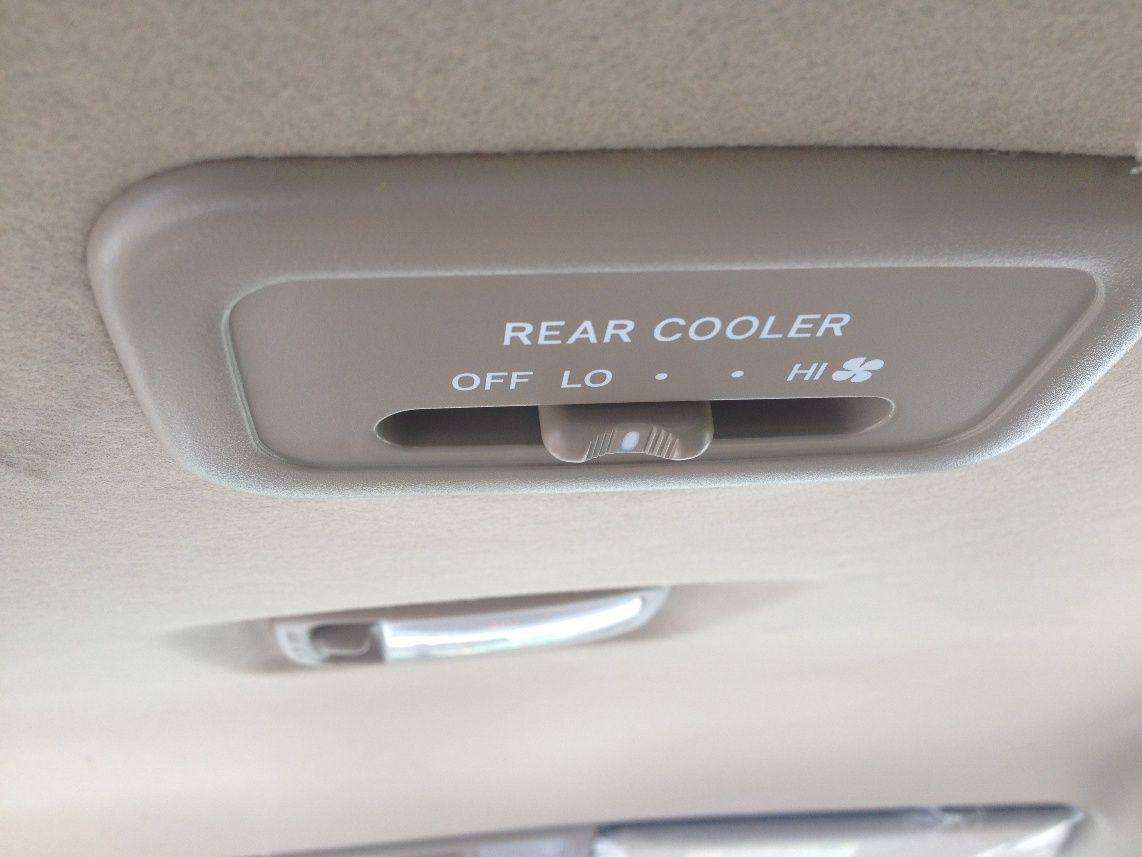 REAR COOLER
OFF LO • • HI